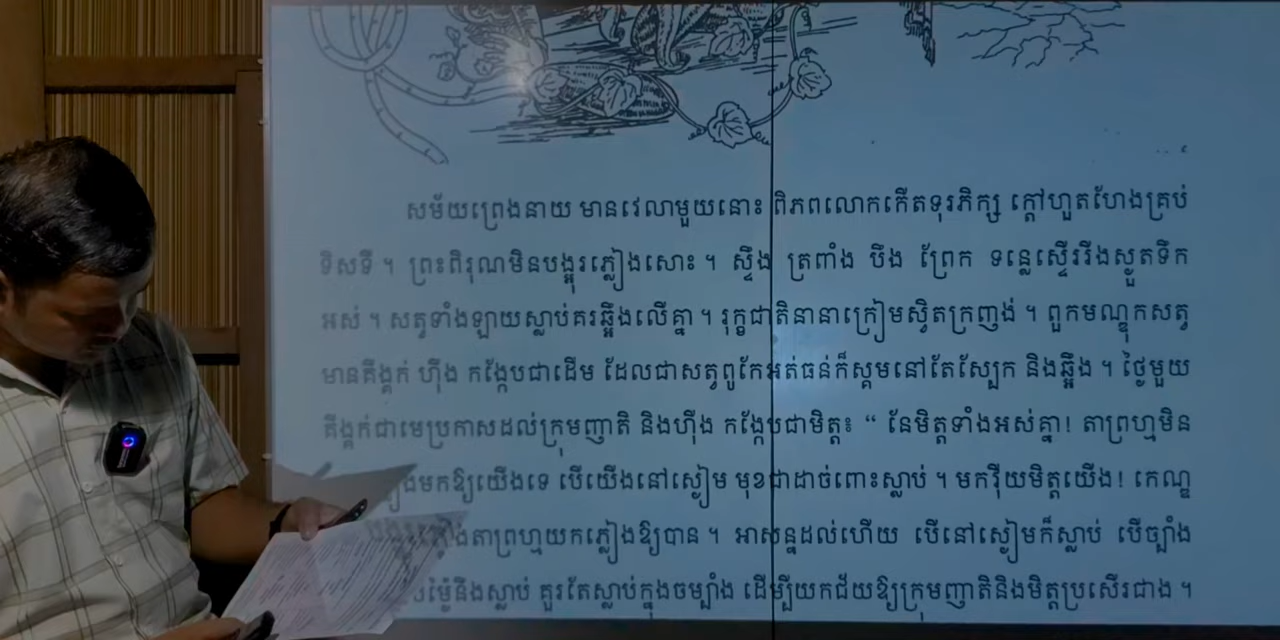 សម័យព្រេងនាយ មានវេលាមួយនោះ ពិភពលោកកើតទុរភិក្ស ក្ដៅហួតហែងគ្រប់
ទិសទី ។ ព្រះពិរុណមិនបង្អុរភ្លៀងសោះ ។ ស្ទឹង ត្រពាំង បឹង ព្រែក ទន្លេស្ទើររីងស្ងួតទឹក
អស់ ។ សត្វទាំងឡាយស្លាប់គរឆ្អឹងលើគ្នា ។ រុក្ខជាតិនានាក្រៀមស្វិតក្រញង់ ។ ពួកមណ្ឌុកសត្វ
មានគីង្គក់ ហ៊ីង កង្កែបជាដើម ដែលជាសត្វពូកែអត់ធន់ក៏ស្គមនៅតែស្បែក និងឆ្អឹង ។ ថ្ងៃមួយ
គីង្គក់ជាមេប្រកាសដល់ក្រុមញាតិ និងហ៊ីង កង្កែបជាមិត្ត៖ “ នែមិត្តទាំងអស់គ្នា! តាព្រហ្មមិន
មកឱ្យយើងទេ បើយើងនៅស្ងៀម មុខជាដាច់ពោះស្លាប់ ។ មកវ៉ឺយមិត្តយើង! កេណ្ឌ
តាព្រហ្មយកភ្លៀងឱ្យបាន ។ អាសន្នដល់ហើយ បើនៅស្ងៀមក៏ស្លាប់ បើច្បាំង
នឹងស្លាប់ គួរតែស្លាប់ក្នុងចម្បាំង ដើម្បីយកជ័យឱ្យក្រុមញាតិនិងមិត្តប្រសើរជាង ។